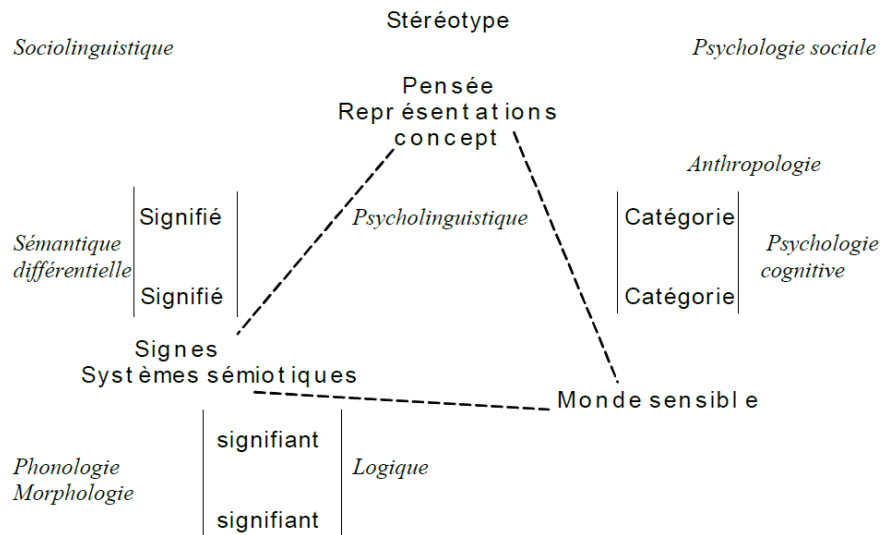 Stéréotype
Sociolinguistique
Psychologie sociale
Pensée
Représentations
concept
Anthropologie
Signifié
Psycholinguistique
Catégorie
Sémantique
différentielle
Psychologie
cognitive
Signifié
Catégorie
Signes
Systèmes sémiotiques
Monde sensible
signifiant
Phonologie
Morphologie
Logique
signifiant